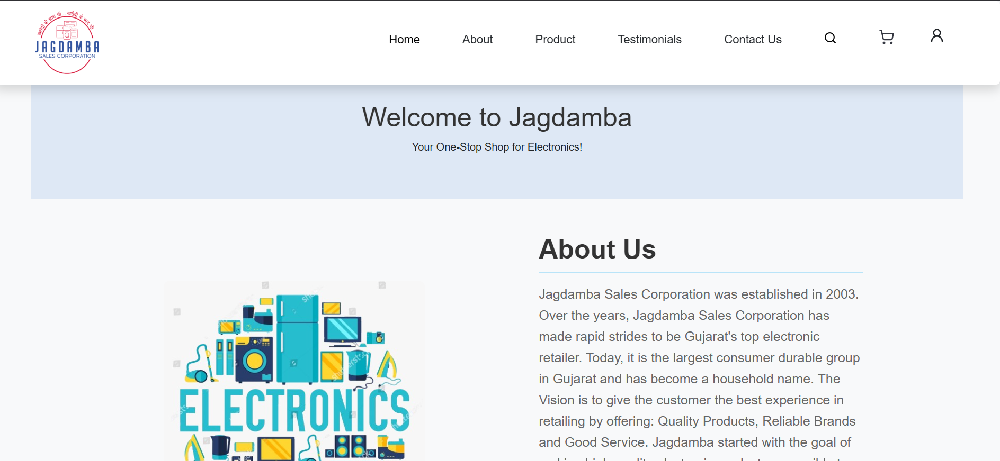 खरीदी के साथ भी... खरीदी के बाद भी
JAGDAMBA
SALES CORPORATION
Home About Product Testimonials Contact Us
Welcome to Jagdamba
Your One-Stop Shop for Electronics!
About Us
Jagdamba Sales Corporation was established in 2003.
Over the years, Jagdamba Sales Corporation has
made rapid strides to be Gujarat's top electronic
retailer. Today, it is the largest consumer durable group
in Gujarat and has become a household name. The
Vision is to give the customer the best experience in
retailing by offering: Quality Products, Reliable Brands
and Good Service. Jagdamba started with the goal of
ELECTRONICS
shutterstock